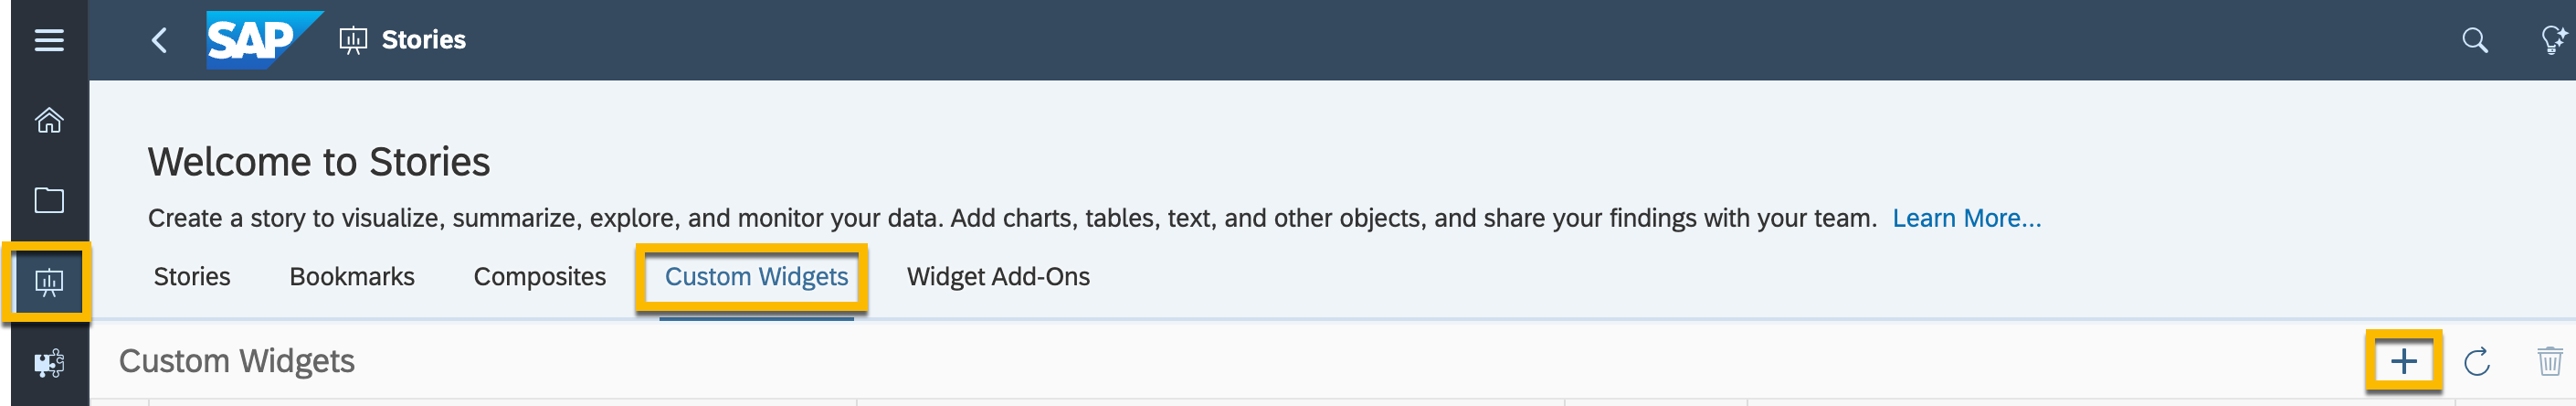 SAP Stories
Welcome to Stories
Create a story to visualize, summarize, explore, and monitor your data. Add charts, tables, text, and other objects, and share your findings with your team. Learn More...
Stories Bookmarks Composites Custom Widgets Widget Add-Ons
Custom Widgets